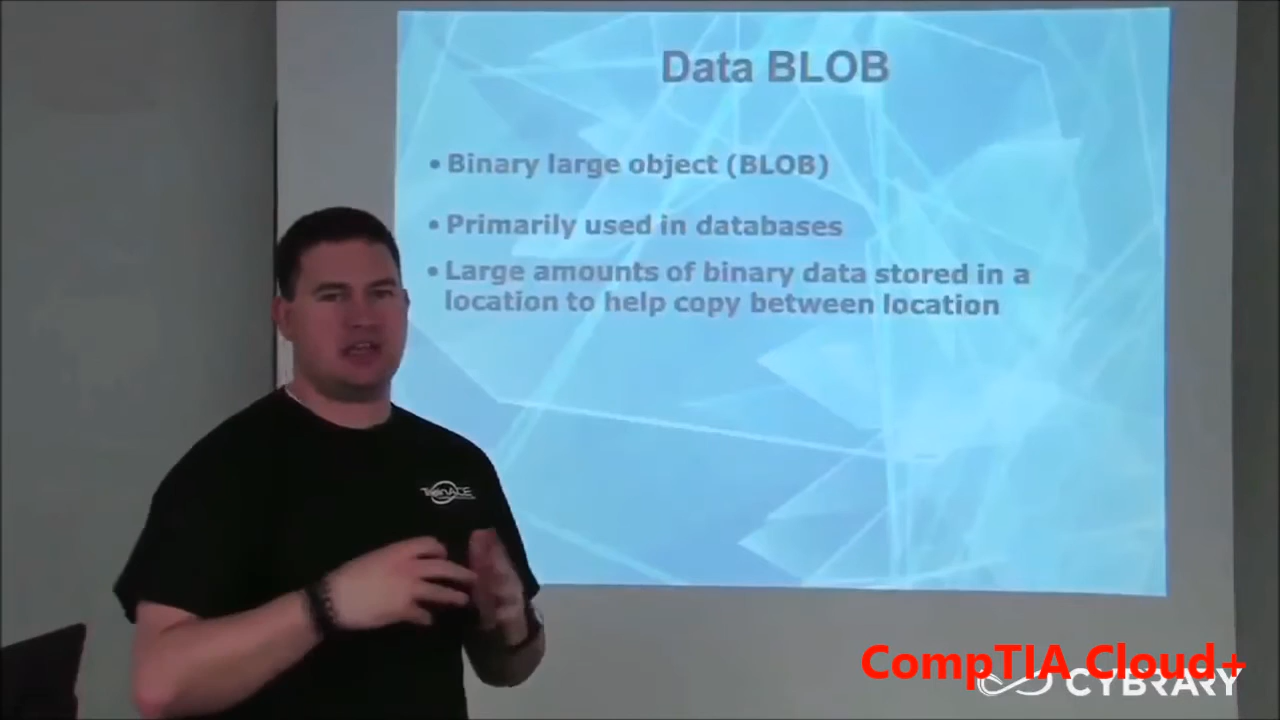 Data BLOB
• Binary large object (BLOB)
• Primarily used in databases
• Large amounts of binary data stored in a
location to help copy between location
TrainACE
CompTIA Cloud+
CYBRARY